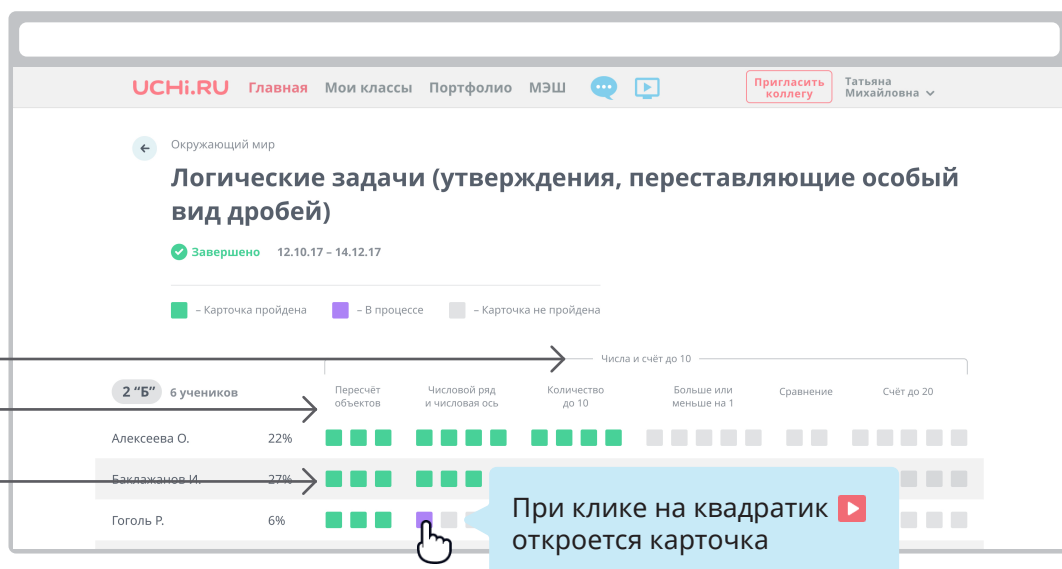 UCHi.RU Главная Мои классы Портфолио МЭШ Пригласить коллегу Татьяна Михайловна
Окружающий мир
Логические задачи (утверждения, переставляющие особый
вид дробей)
Завершено 12.10.17 – 14.12.17
– Карточка пройдена – В процессе – Карточка не пройдена
Числа и счёт до 10
2 “Б” 6 учеников
Пересчёт
объектов
Числовой ряд
и числовая ось
Количество
до 10
Больше или
меньше на 1
Сравнение
Счёт до 20
Алексеева О. 22%
Баклажанов И. 27%
Гоголь Р. 6%
При клике на квадратик
откроется карточка